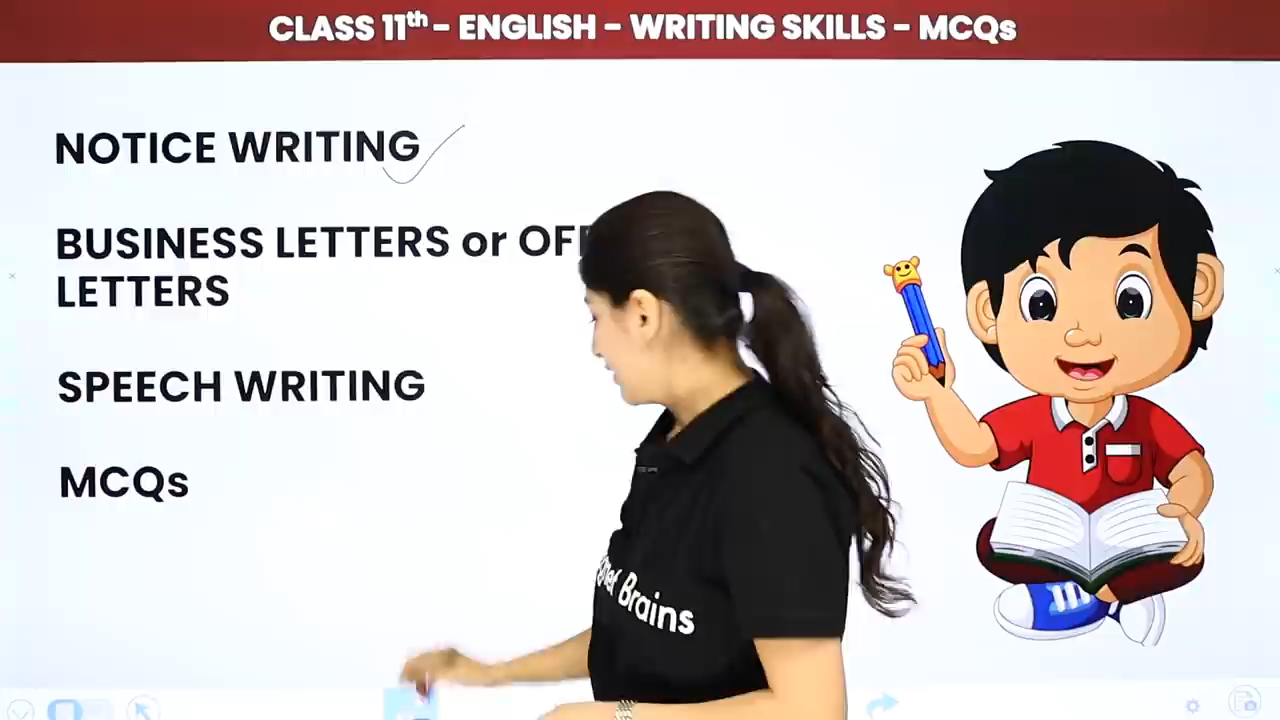 CLASS 11th – ENGLISH – WRITING SKILLS – MCQs
NOTICE WRITING
BUSINESS LETTERS or
LETTERS
SPEECH WRITING
MCQs
Brains